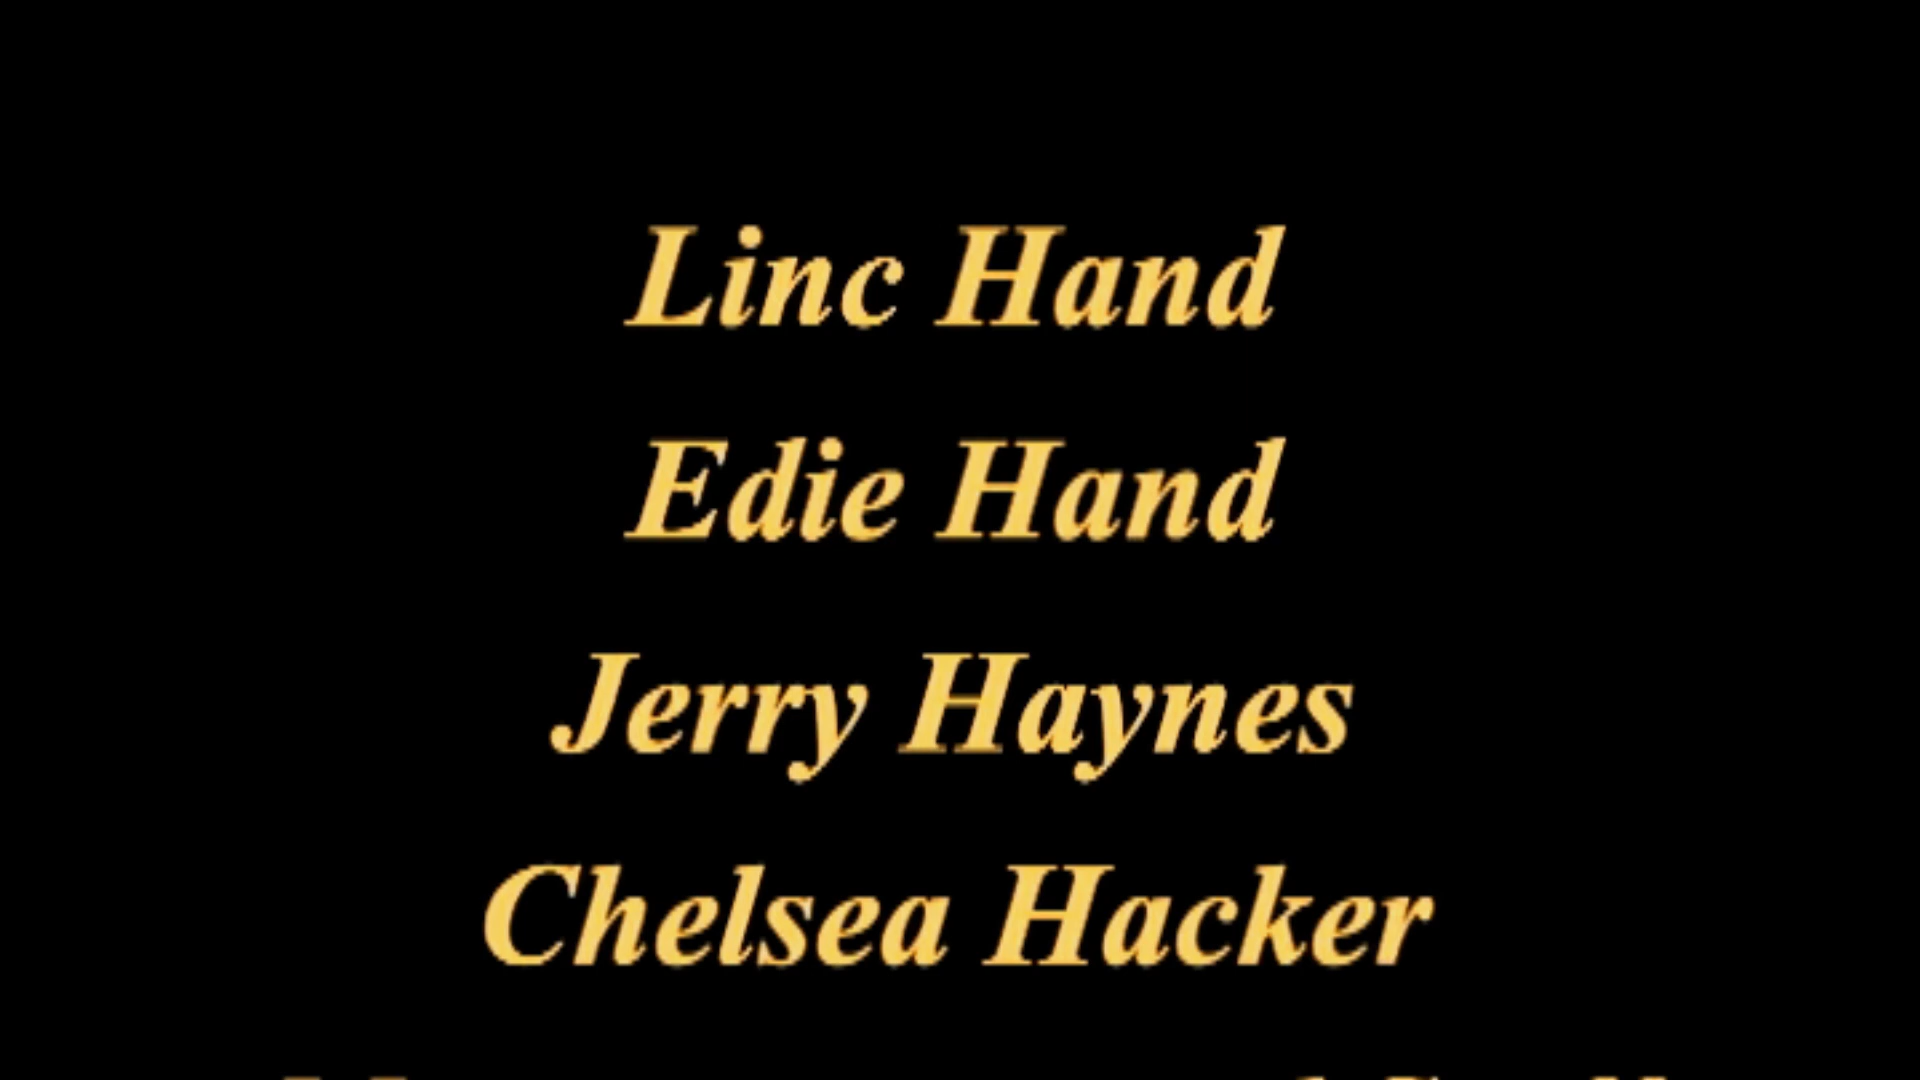 Linc Hand
Edie Hand
Jerry Haynes
Chelsea Hacker